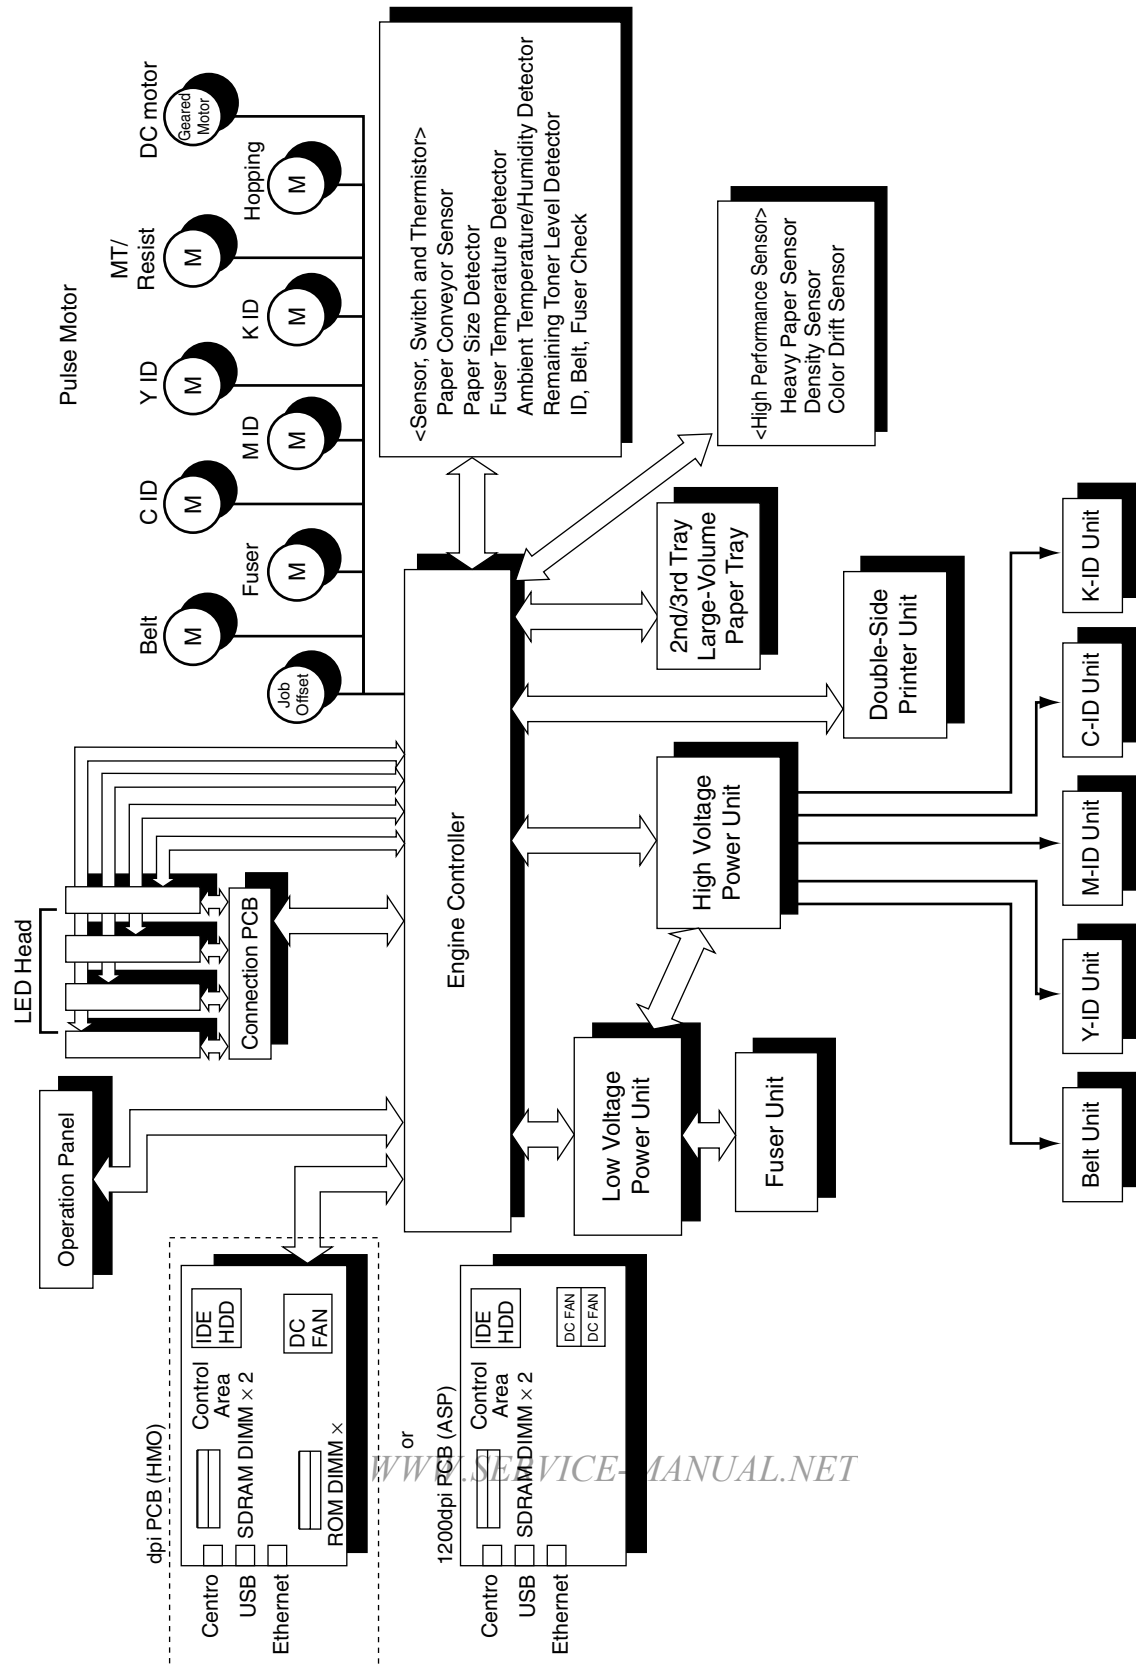 Pulse Motor
DC motor
Geared
Motor
Hopping
M
MT/
Resist
M
K ID
M
Y ID
M
M ID
M
C ID
M
Fuser
M
Belt
M
Job
Offset
<Sensor, Switch and Thermistor>
Paper Conveyor Sensor
Paper Size Detector
Fuser Temperature Detector
Ambient Temperature/Humidity Detector
Remaining Toner Level Detector
ID, Belt, Fuser Check
<High Performance Sensor>
Heavy Paper Sensor
Density Sensor
Color Drift Sensor
LED Head
Connection PCB
Operation Panel
Engine Controller
2nd/3rd Tray
Large-Volume
Paper Tray
Double-Side
Printer Unit
High Voltage
Power Unit
Low Voltage
Power Unit
Fuser Unit
K-ID Unit
C-ID Unit
M-ID Unit
Y-ID Unit
Belt Unit
dpi PCB (HMO)
Centro
USB
Ethernet
Control
Area
SDRAM DIMM × 2
ROM DIMM ×
IDE
HDD
DC
FAN
or
1200dpi PCB (ASP)
Centro
USB
Ethernet
Control
Area
SDRAM DIMM × 2
IDE
HDD
DC FAN
DC FAN
WWW.SERVICE-MANUAL.NET